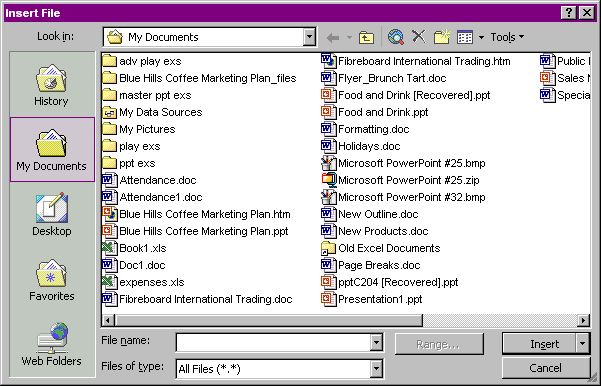 Insert File
Look in:
My Documents
Tools
History
My Documents
Desktop
Favorites
Web Folders
adv play exs
Blue Hills Coffee Marketing Plan_files
master ppt exs
My Data Sources
My Pictures
play exs
ppt exs
Attendance.doc
Attendance1.doc
Blue Hills Coffee Marketing Plan.htm
Blue Hills Coffee Marketing Plan.ppt
Book1.xls
Doc1.doc
expenses.xls
Fibreboard International Trading.doc
Fibreboard International Trading.htm
Flyer_Brunch Tart.doc
Food and Drink [Recovered].ppt
Food and Drink.ppt
Formatting.doc
Holidays.doc
Microsoft PowerPoint #25.bmp
Microsoft PowerPoint #25.zip
Microsoft PowerPoint #32.bmp
New Outline.doc
New Products.doc
Old Excel Documents
Page Breaks.doc
pptC204 [Recovered].ppt
Presentation1.ppt
Public
Sales
Specia
File name:
Range...
Insert
Files of type:
All Files (*.*)
Cancel